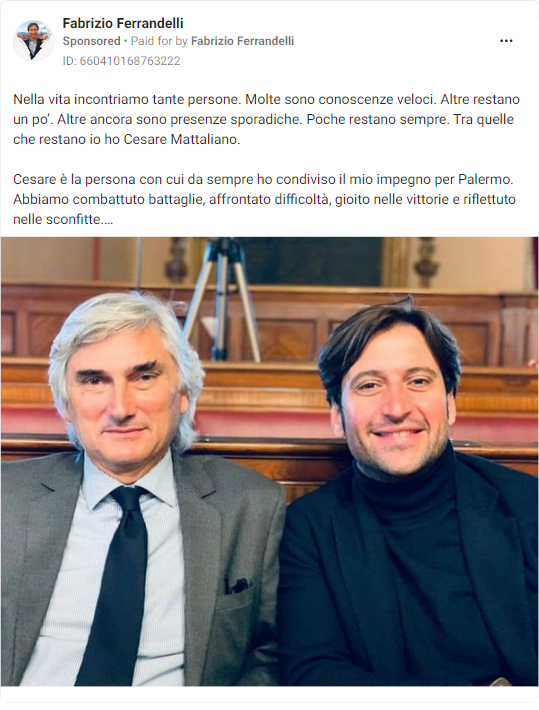 Fabrizio Ferrandelli
Sponsored • Paid for by Fabrizio Ferrandelli
ID: 660410168763222
Nella vita incontriamo tante persone. Molte sono conoscenze veloci. Altre restano
un po’. Altre ancora sono presenze sporadiche. Poche restano sempre. Tra quelle
che restano io ho Cesare Mattaliano.
Cesare è la persona con cui da sempre ho condiviso il mio impegno per Palermo.
Abbiamo combattuto battaglie, affrontato difficoltà, gioito nelle vittorie e riflettuto
nelle sconfitte.…